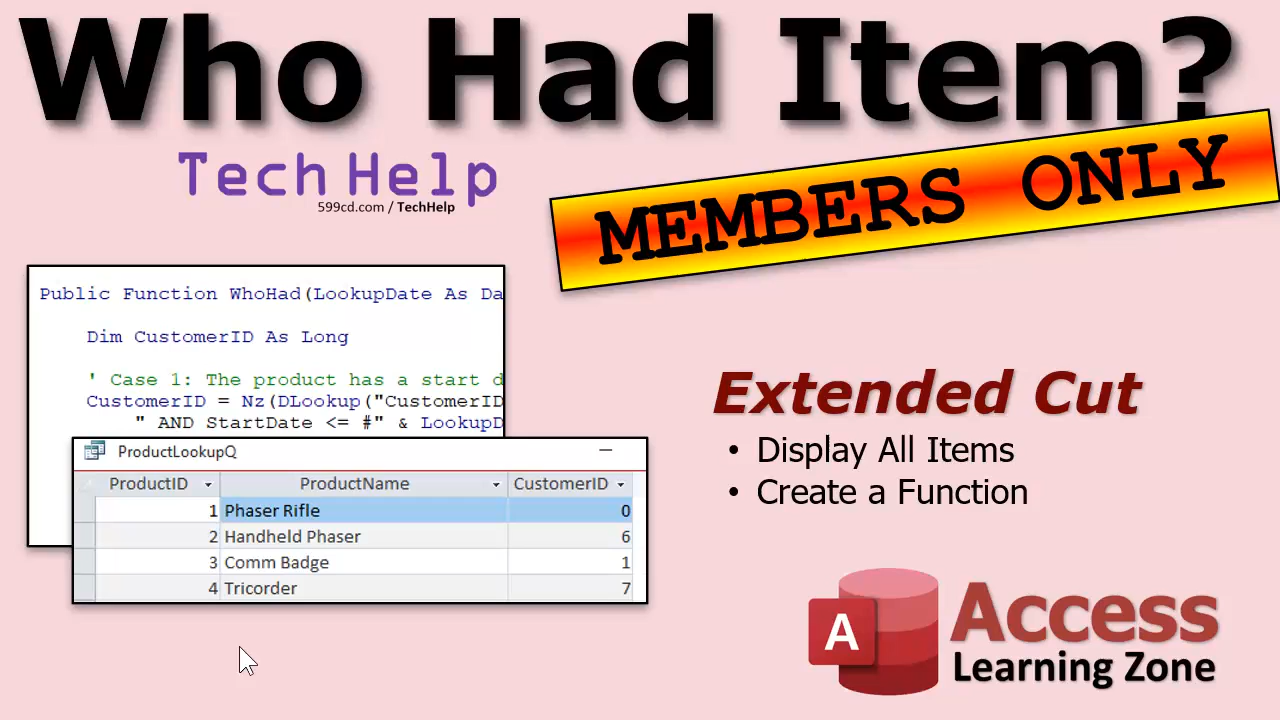 Who Had Item?
TechHelp
599cd.com / TechHelp
MEMBERS ONLY
Public Function WhoHad(LookupDate As Da
Dim CustomerID As Long
' Case 1: The product has a start d
CustomerID = Nz(DLookup("CustomerID
" AND StartDate <= #" & LookupD
ProductLookupQ
ProductID ProductName CustomerID
1 Phaser Rifle 0
2 Handheld Phaser 6
3 Comm Badge 1
4 Tricorder 7
Extended Cut
• Display All Items
• Create a Function
A
Access
Learning Zone